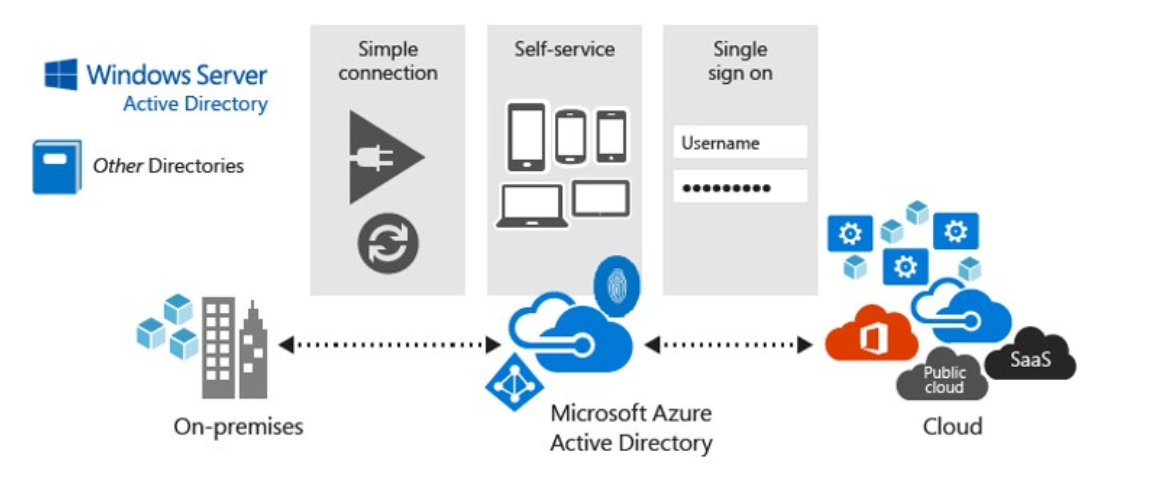 Windows Server
Active Directory
Other Directories
Simple
connection
Self-service
Single
sign on
Username
On-premises
Microsoft Azure
Active Directory
Public
cloud
SaaS
Cloud